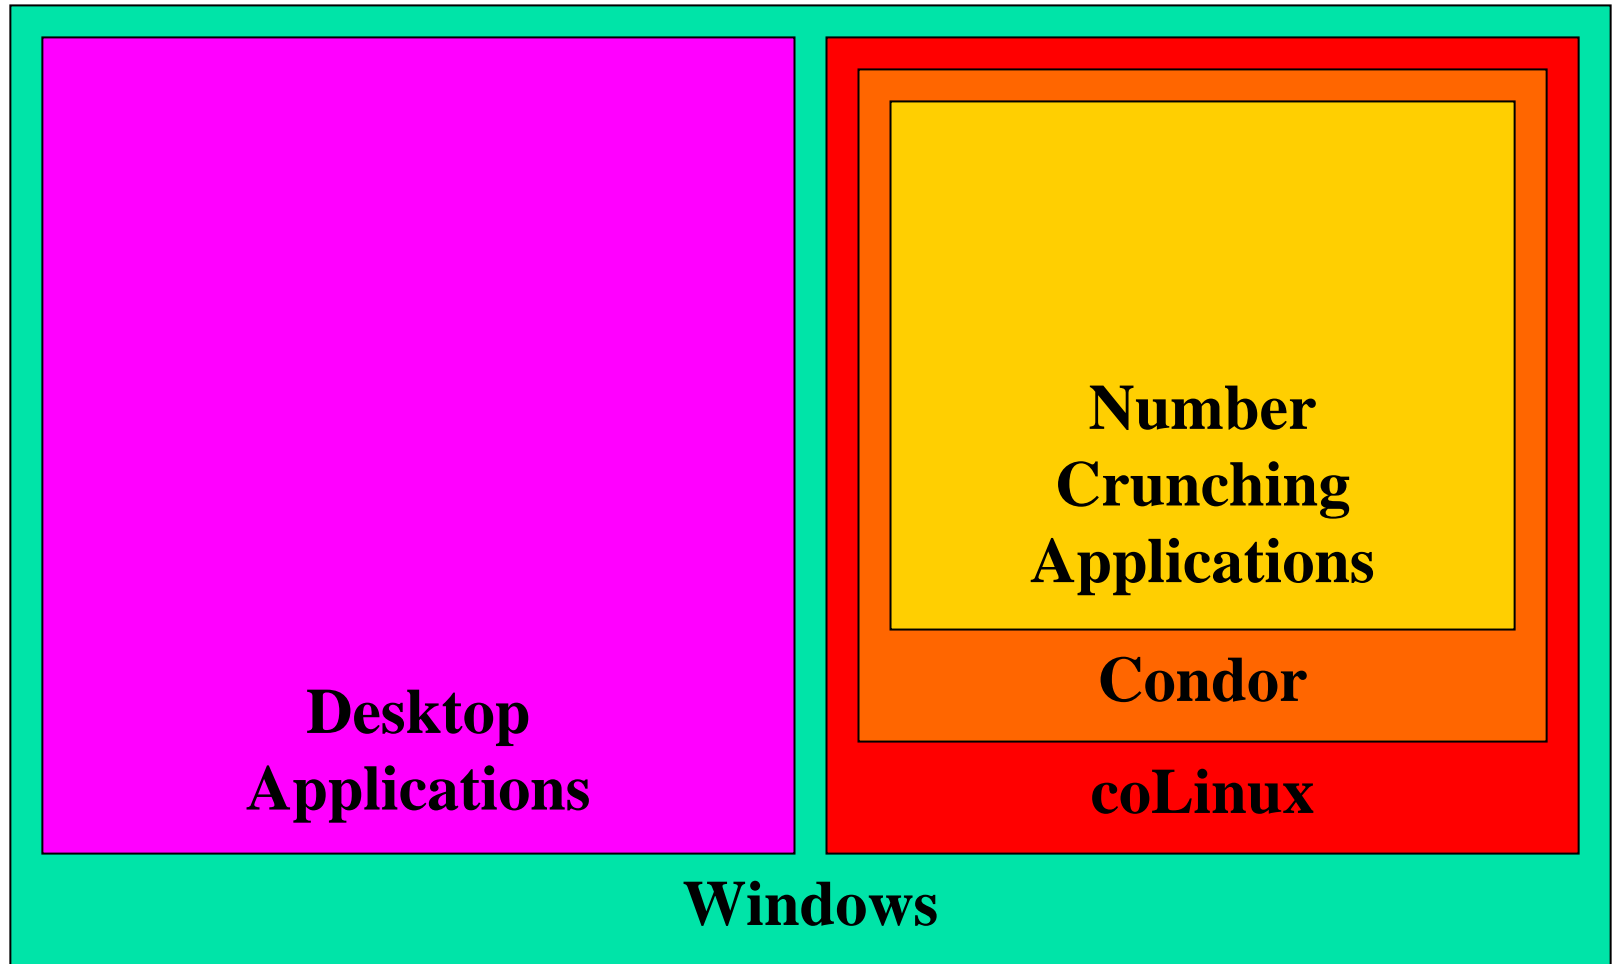 Desktop
Applications
Number
Crunching
Applications
Condor
coLinux
Windows